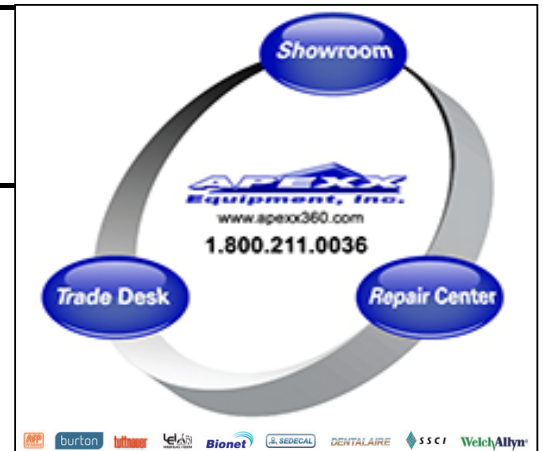 Showroom
APEXX
Equipment, Inc.
www.apexx360.com
1.800.211.0036
Trade Desk
Repair Center
burton tuttnauer Bionet SEDECAL DENTALAIRE SSCI WelchAllyn®